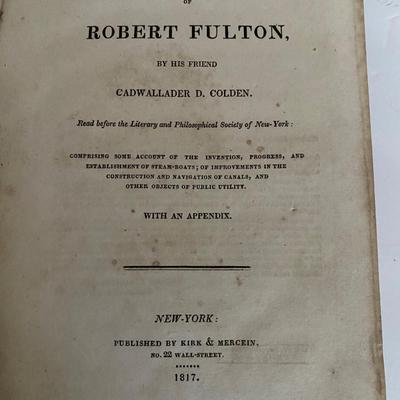 OF
ROBERT FULTON,
BY HIS FRIEND
CADWALLADER D. COLDEN.
Read before the Literary and Philosophical Society of New-York:
COMPRISING SOME ACCOUNT OF THE INVENTION, PROGRESS, AND
ESTABLISHMENT OF STEAM-BOATS; OF IMPROVEMENTS IN THE
CONSTRUCTION AND NAVIGATION OF CANALS, AND
OTHER OBJECTS OF PUBLIC UTILITY.
WITH AN APPENDIX.
NEW-YORK:
PUBLISHED BY KIRK & MERCEIN,
NO. 22 WALL-STREET.
1817.